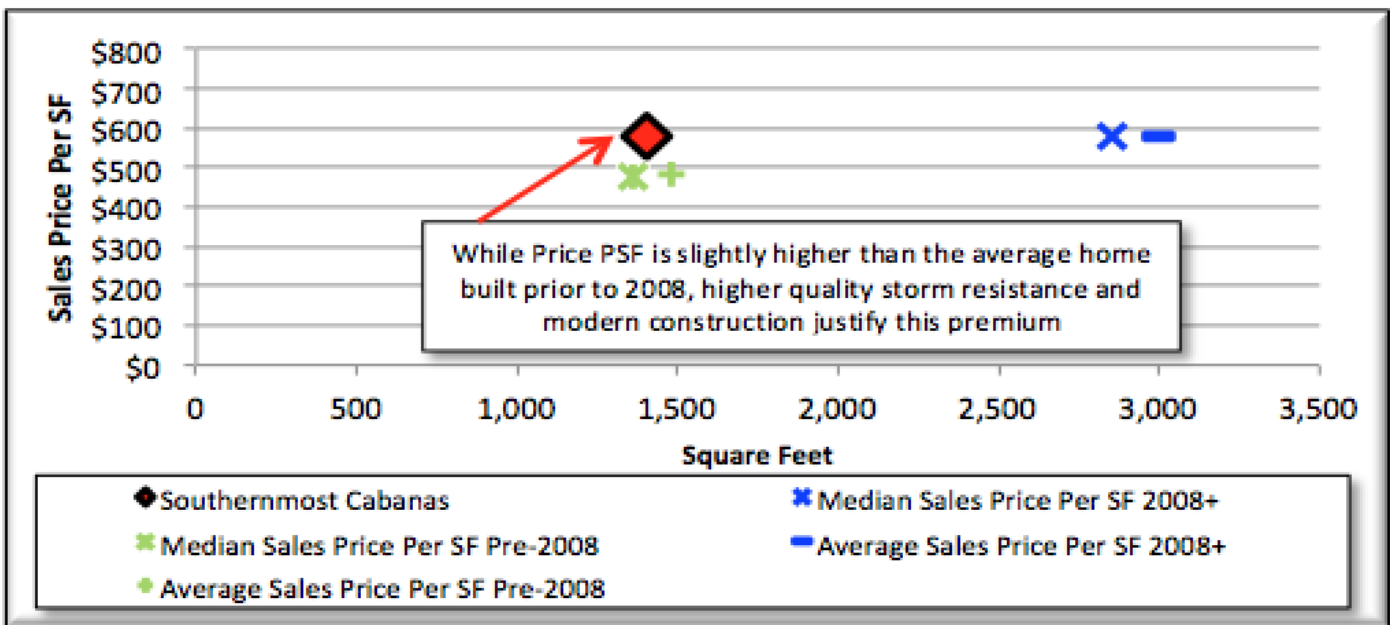 $800
$700
$600
$500
$400
$300
$200
$100
$0
Sales Price Per SF
While Price PSF is slightly higher than the average home
built prior to 2008, higher quality storm resistance and
modern construction justify this premium
0 500 1,000 1,500 2,000 2,500 3,000 3,500
Square Feet
Southernmost Cabanas
Median Sales Price Per SF 2008+
Median Sales Price Per SF Pre-2008
Average Sales Price Per SF 2008+
Average Sales Price Per SF Pre-2008